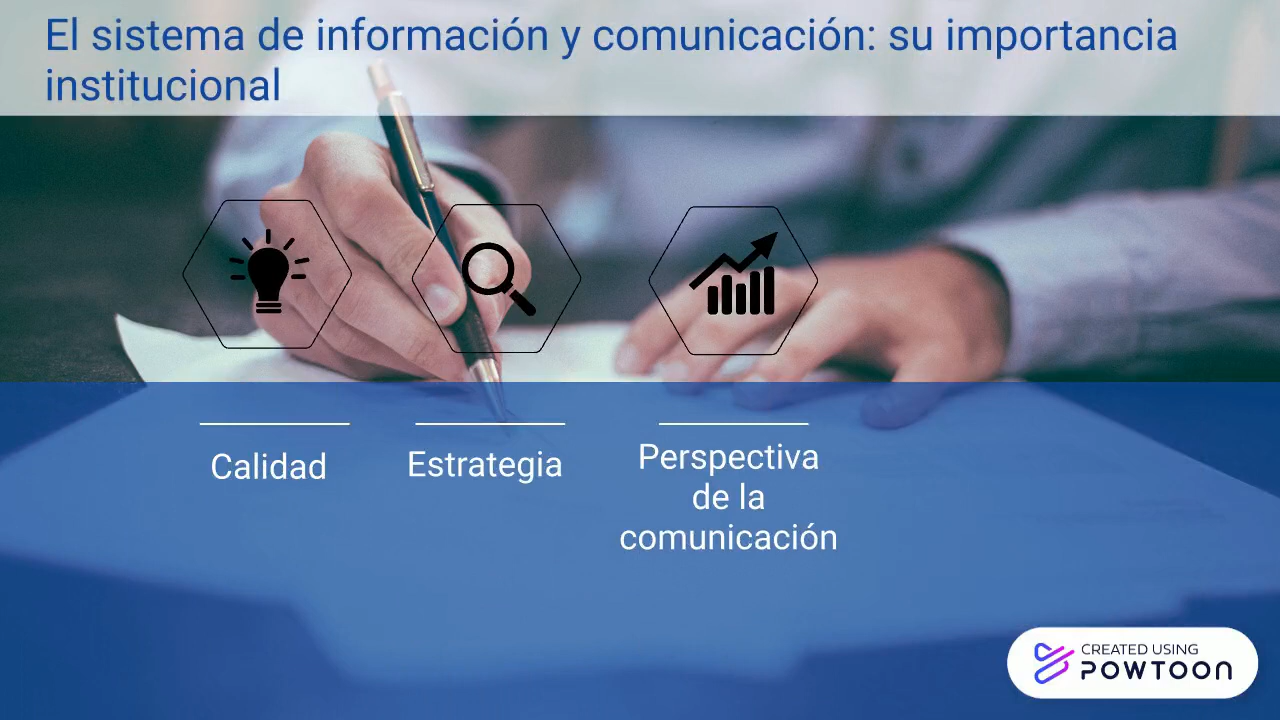 El sistema de información y comunicación: su importancia
institucional
Calidad
Estrategia
Perspectiva
de la
comunicación
CREATED USING
POWTOON